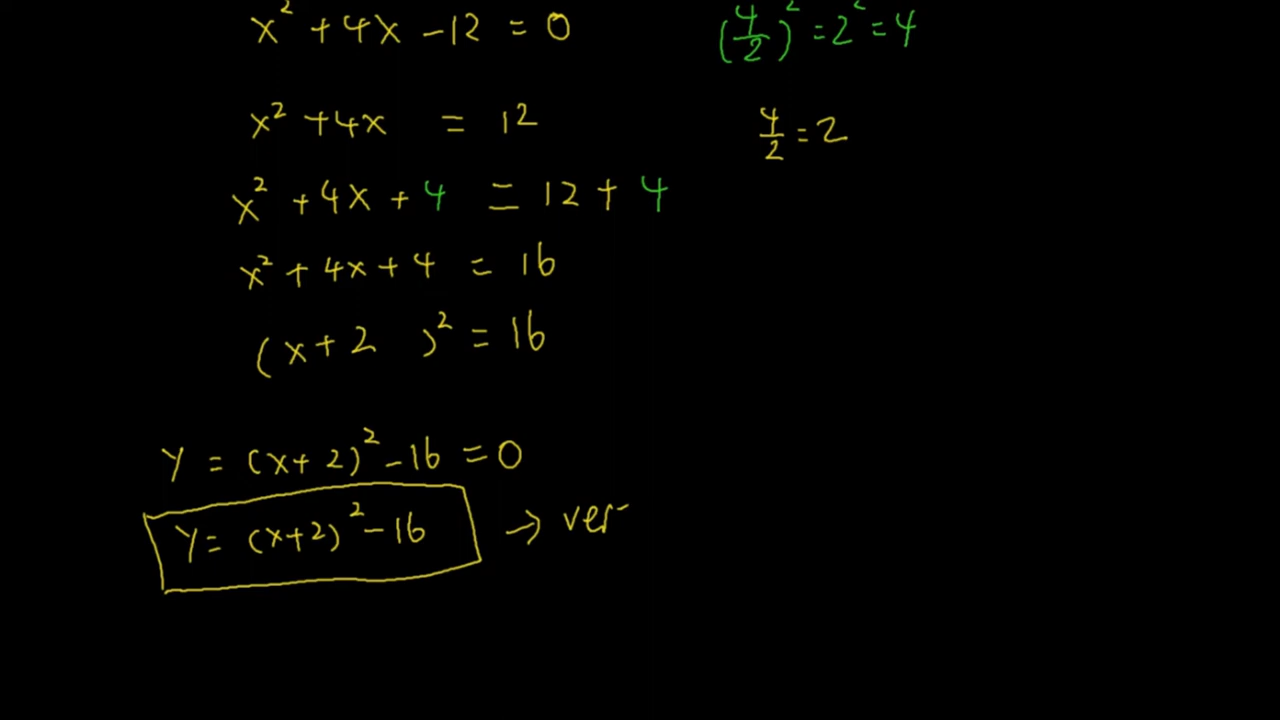 x² + 4x - 12 = 0
(4/2)² = 2² = 4
x² + 4x = 12
4/2 = 2
x² + 4x + 4 = 12 + 4
x² + 4x + 4 = 16
(x + 2 )² = 16
Y = (x + 2)² - 16 = 0
Y = (x+2)² - 16 → ver